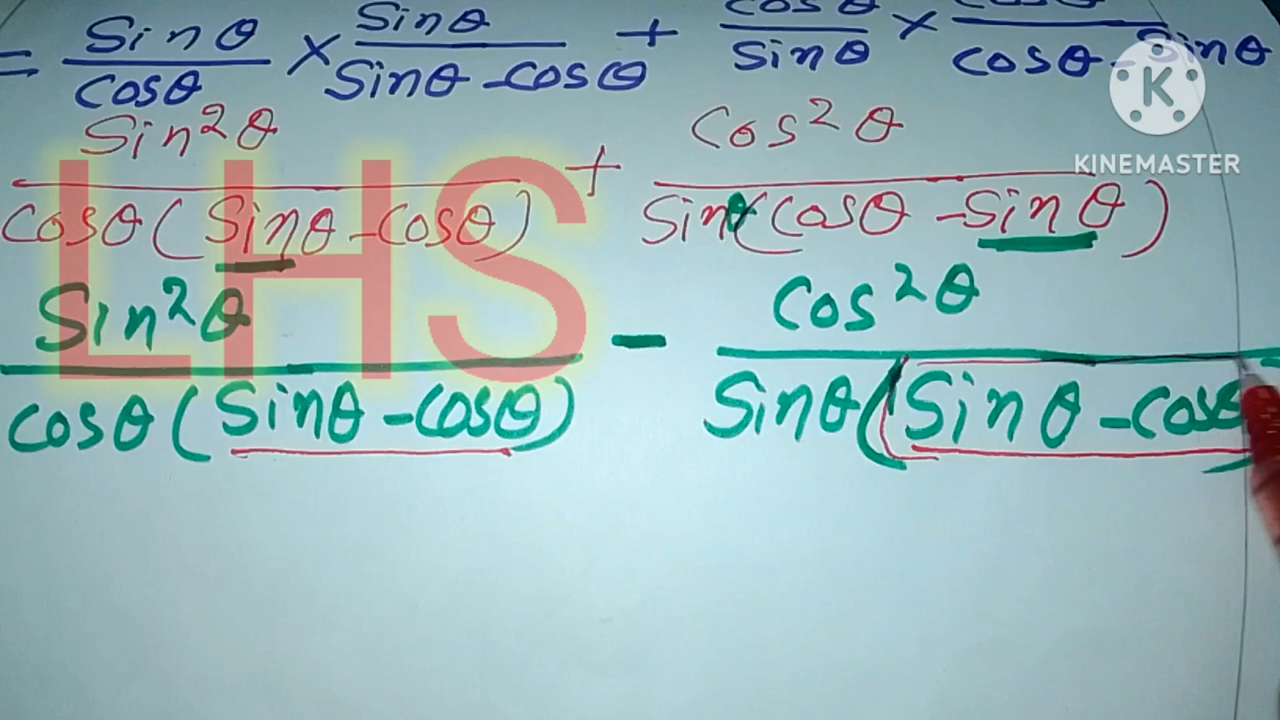 = Sinθ/cosθ × Sinθ/Sinθ-cosθ + cosθ/sinθ × /cosθ-Sinθ
Sin²θ/cosθ(Sinθ-cosθ) + Cos²θ/Sinθ(cosθ-sinθ)
Sin²θ/cosθ(Sinθ-cosθ) - Cos²θ/Sinθ(Sinθ-cosθ
LHS
K
KINEMASTER